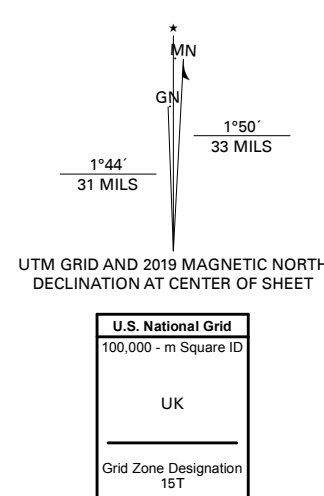 ★
MN
GN
1°50´
33 MILS
1°44´
31 MILS
UTM GRID AND 2019 MAGNETIC NORTH
DECLINATION AT CENTER OF SHEET
U.S. National Grid
100,000 - m Square ID
UK
Grid Zone Designation
15T